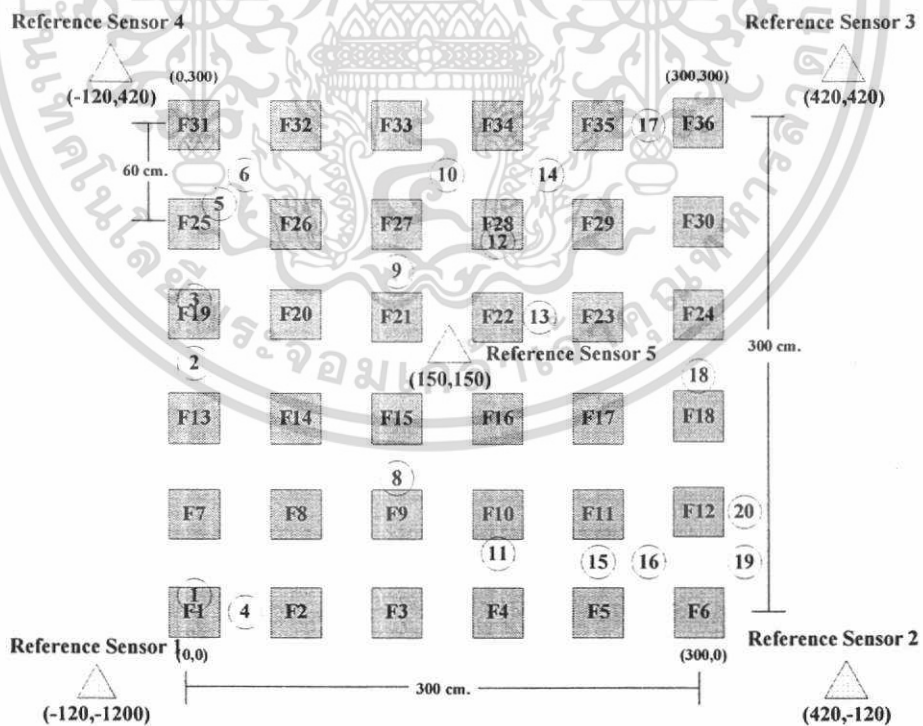 Reference Sensor 4
Reference Sensor 3
(0,300)
(300,300)
(-120,420)
(420,420)
F31 F32 F33 F34 F35 17 F36
60 cm.
6 10 14
5
F25 F26 F27 F28 F29 F30
12
9
3
F19 F20 F21 F22 13 F23 F24
Reference Sensor 5
300 cm.
2
(150,150)
18
F13 F14 F15 F16 F17 F18
8
F7 F8 F9 F10 F11 F12 20
11 15 16 19
1
F1 4 F2 F3 F4 F5 F6
Reference Sensor 1
(0,0)
(300,0)
Reference Sensor 2
300 cm.
(-120,-1200)
(420,-120)